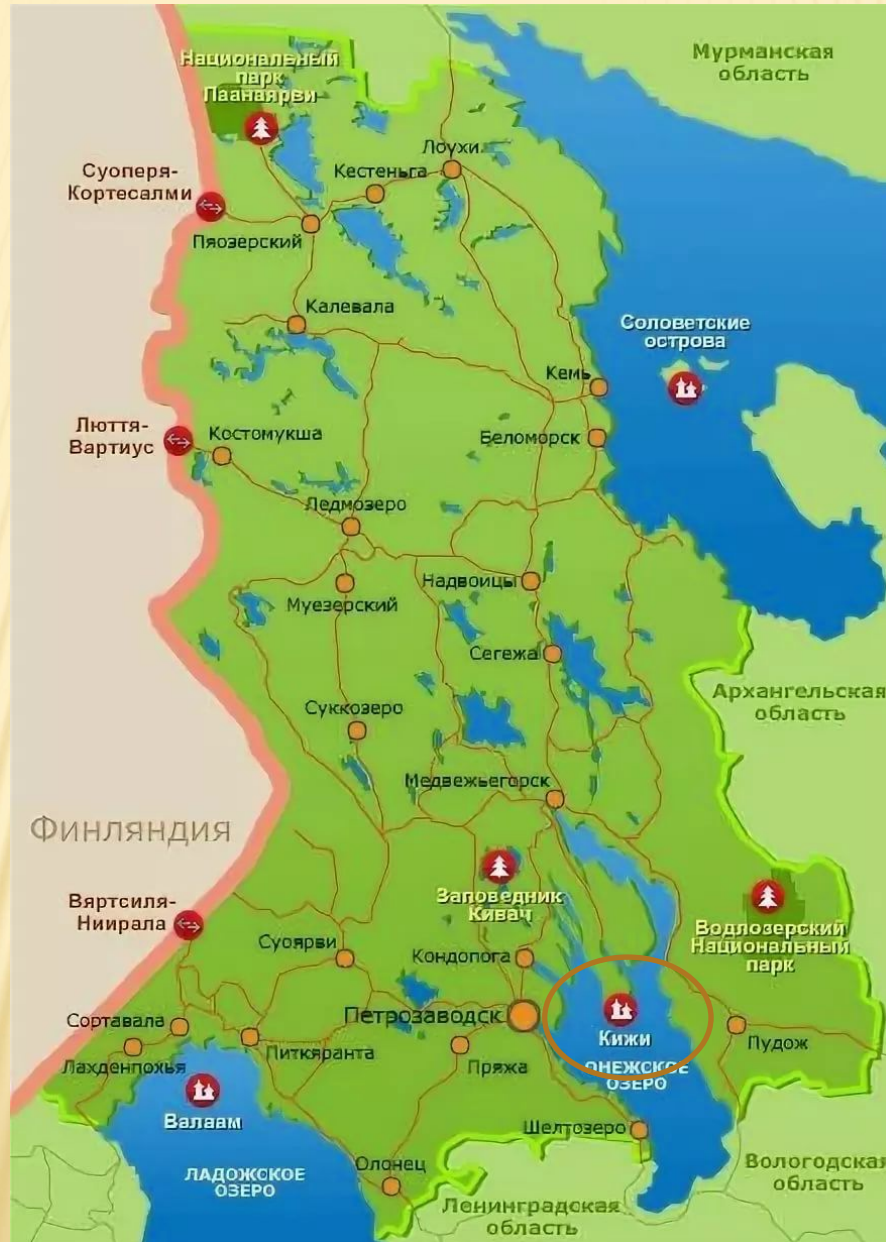 Мурманская
область
Национальный
парк
Паанаярви
Лоухи
Суоперя-
Кортесалми
Кестеньга
Пяозерский
Калевала
Соловетские
острова
Кемь
Люття-
Вартиус
Костомукша
Беломорск
Ледмозеро
Надвоицы
Муезерский
Сегежа
Архангельская
область
Суккозеро
Медвежьегорск
Финляндия
Заповедник
Кивач
Вяртсиля-
Ниирала
Водлозерский
Национальный
парк
Суоярви
Кондопога
Петрозаводск
Сортавала
Кижи
Пудож
Лахденпохья
Питкяранта
Пряжа
ОНЕЖСКОЕ
ОЗЕРО
Валаам
Шелтозеро
Олонец
Вологодская
область
ЛАДОЖСКОЕ
ОЗЕРО
Ленинградская
область